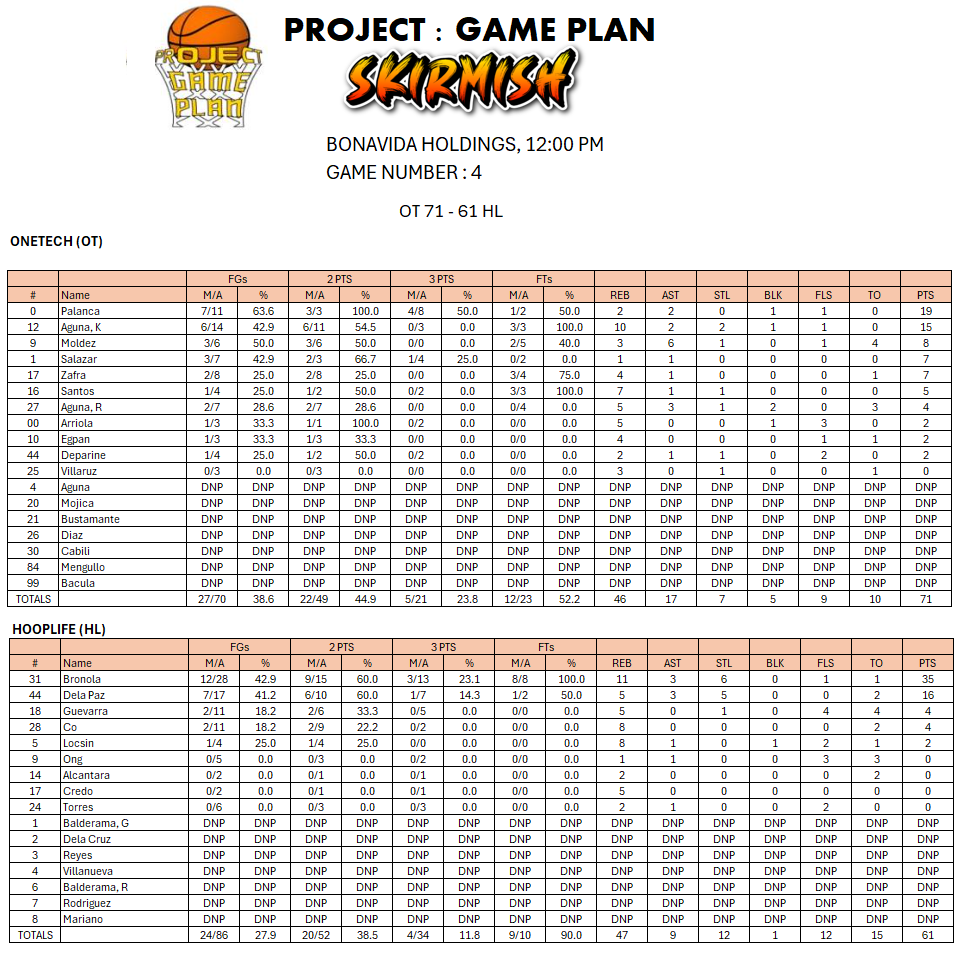 PROJECT
GAME
PLAN
PROJECT : GAME PLAN
SKIRMISH
BONAVIDA HOLDINGS, 12:00 PM
GAME NUMBER : 4
OT 71 - 61 HL
ONETECH (OT)
FGs 2 PTS 3 PTS FTs
# Name M/A % M/A % M/A % M/A % REB AST STL BLK FLS TO PTS
0 Palanca 7/11 63.6 3/3 100.0 4/8 50.0 1/2 50.0 2 2 0 1 1 0 19
12 Aguna, K 6/14 42.9 6/11 54.5 0/3 0.0 3/3 100.0 10 2 2 1 1 0 15
9 Moldez 3/6 50.0 3/6 50.0 0/0 0.0 2/5 40.0 3 6 1 0 1 4 8
1 Salazar 3/7 42.9 2/3 66.7 1/4 25.0 0/2 0.0 1 1 0 0 0 0 7
17 Zafra 2/8 25.0 2/8 25.0 0/0 0.0 3/4 75.0 4 1 0 0 0 1 7
16 Santos 1/4 25.0 1/2 50.0 0/2 0.0 3/3 100.0 7 1 1 0 0 0 5
27 Aguna, R 2/7 28.6 2/7 28.6 0/0 0.0 0/4 0.0 5 3 1 2 0 3 4
00 Arriola 1/3 33.3 1/1 100.0 0/2 0.0 0/0 0.0 5 0 0 1 3 0 2
10 Egpan 1/3 33.3 1/3 33.3 0/0 0.0 0/0 0.0 4 0 0 0 1 1 2
44 Deparine 1/4 25.0 1/2 50.0 0/2 0.0 0/0 0.0 2 1 1 0 2 0 2
25 Villaruz 0/3 0.0 0/3 0.0 0/0 0.0 0/0 0.0 3 0 1 0 0 1 0
4 Aguna DNP DNP DNP DNP DNP DNP DNP DNP DNP DNP DNP DNP DNP DNP DNP
20 Mojica DNP DNP DNP DNP DNP DNP DNP DNP DNP DNP DNP DNP DNP DNP DNP
21 Bustamante DNP DNP DNP DNP DNP DNP DNP DNP DNP DNP DNP DNP DNP DNP DNP
26 Diaz DNP DNP DNP DNP DNP DNP DNP DNP DNP DNP DNP DNP DNP DNP DNP
30 Cabili DNP DNP DNP DNP DNP DNP DNP DNP DNP DNP DNP DNP DNP DNP DNP
84 Mengullo DNP DNP DNP DNP DNP DNP DNP DNP DNP DNP DNP DNP DNP DNP DNP
99 Bacula DNP DNP DNP DNP DNP DNP DNP DNP DNP DNP DNP DNP DNP DNP DNP
TOTALS 27/70 38.6 22/49 44.9 5/21 23.8 12/23 52.2 46 17 7 5 9 10 71
HOOPLIFE (HL)
FGs 2 PTS 3 PTS FTs
# Name M/A % M/A % M/A % M/A % REB AST STL BLK FLS TO PTS
31 Bronola 12/28 42.9 9/15 60.0 3/13 23.1 8/8 100.0 11 3 6 0 1 1 35
44 Dela Paz 7/17 41.2 6/10 60.0 1/7 14.3 1/2 50.0 5 3 5 0 0 2 16
18 Guevarra 2/11 18.2 2/6 33.3 0/5 0.0 0/0 0.0 5 0 1 0 4 4 4
28 Co 2/11 18.2 2/9 22.2 0/2 0.0 0/0 0.0 8 0 0 0 0 2 4
5 Locsin 1/4 25.0 1/4 25.0 0/0 0.0 0/0 0.0 8 1 0 1 2 1 2
9 Ong 0/5 0.0 0/3 0.0 0/2 0.0 0/0 0.0 1 1 0 0 3 3 0
14 Alcantara 0/2 0.0 0/1 0.0 0/1 0.0 0/0 0.0 2 0 0 0 0 2 0
17 Credo 0/2 0.0 0/1 0.0 0/1 0.0 0/0 0.0 5 0 0 0 0 0 0
24 Torres 0/6 0.0 0/3 0.0 0/3 0.0 0/0 0.0 2 1 0 0 2 0 0
1 Balderama, G DNP DNP DNP DNP DNP DNP DNP DNP DNP DNP DNP DNP DNP DNP DNP
2 Dela Cruz DNP DNP DNP DNP DNP DNP DNP DNP DNP DNP DNP DNP DNP DNP DNP
3 Reyes DNP DNP DNP DNP DNP DNP DNP DNP DNP DNP DNP DNP DNP DNP DNP
4 Villanueva DNP DNP DNP DNP DNP DNP DNP DNP DNP DNP DNP DNP DNP DNP DNP
6 Balderama, R DNP DNP DNP DNP DNP DNP DNP DNP DNP DNP DNP DNP DNP DNP DNP
7 Rodriguez DNP DNP DNP DNP DNP DNP DNP DNP DNP DNP DNP DNP DNP DNP DNP
8 Mariano DNP DNP DNP DNP DNP DNP DNP DNP DNP DNP DNP DNP DNP DNP DNP
TOTALS 24/86 27.9 20/52 38.5 4/34 11.8 9/10 90.0 47 9 12 1 12 15 61